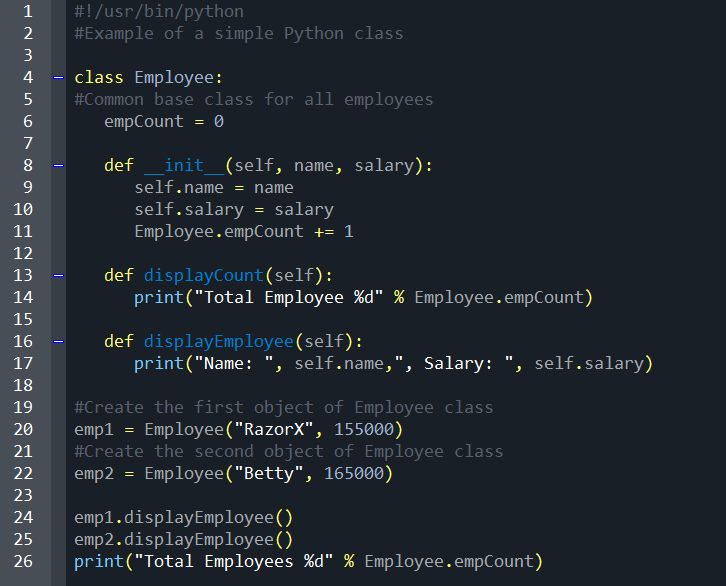 1 #!/usr/bin/python
2 #Example of a simple Python class
3
4 class Employee:
5 #Common base class for all employees
6    empCount = 0
7
8    def __init__(self, name, salary):
9       self.name = name
10       self.salary = salary
11       Employee.empCount += 1
12
13    def displayCount(self):
14       print("Total Employee %d" % Employee.empCount)
15
16    def displayEmployee(self):
17       print("Name: ", self.name,", Salary: ", self.salary)
18
19 #Create the first object of Employee class
20 emp1 = Employee("RazorX", 155000)
21 #Create the second object of Employee class
22 emp2 = Employee("Betty", 165000)
23
24 emp1.displayEmployee()
25 emp2.displayEmployee()
26 print("Total Employees %d" % Employee.empCount)